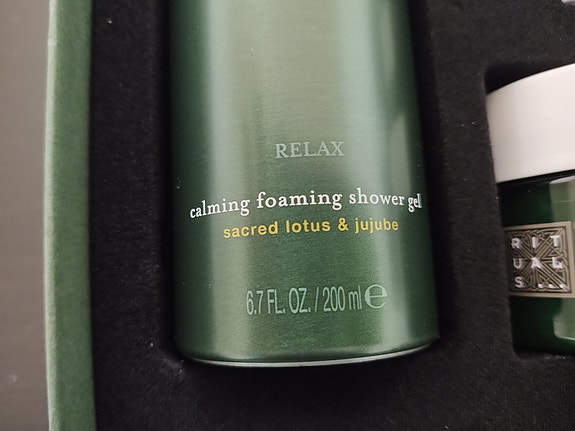 RELAX
calming foaming shower gel
sacred lotus & jujube
6.7 FL. OZ. / 200 ml ℮
RIT
UAL
S...